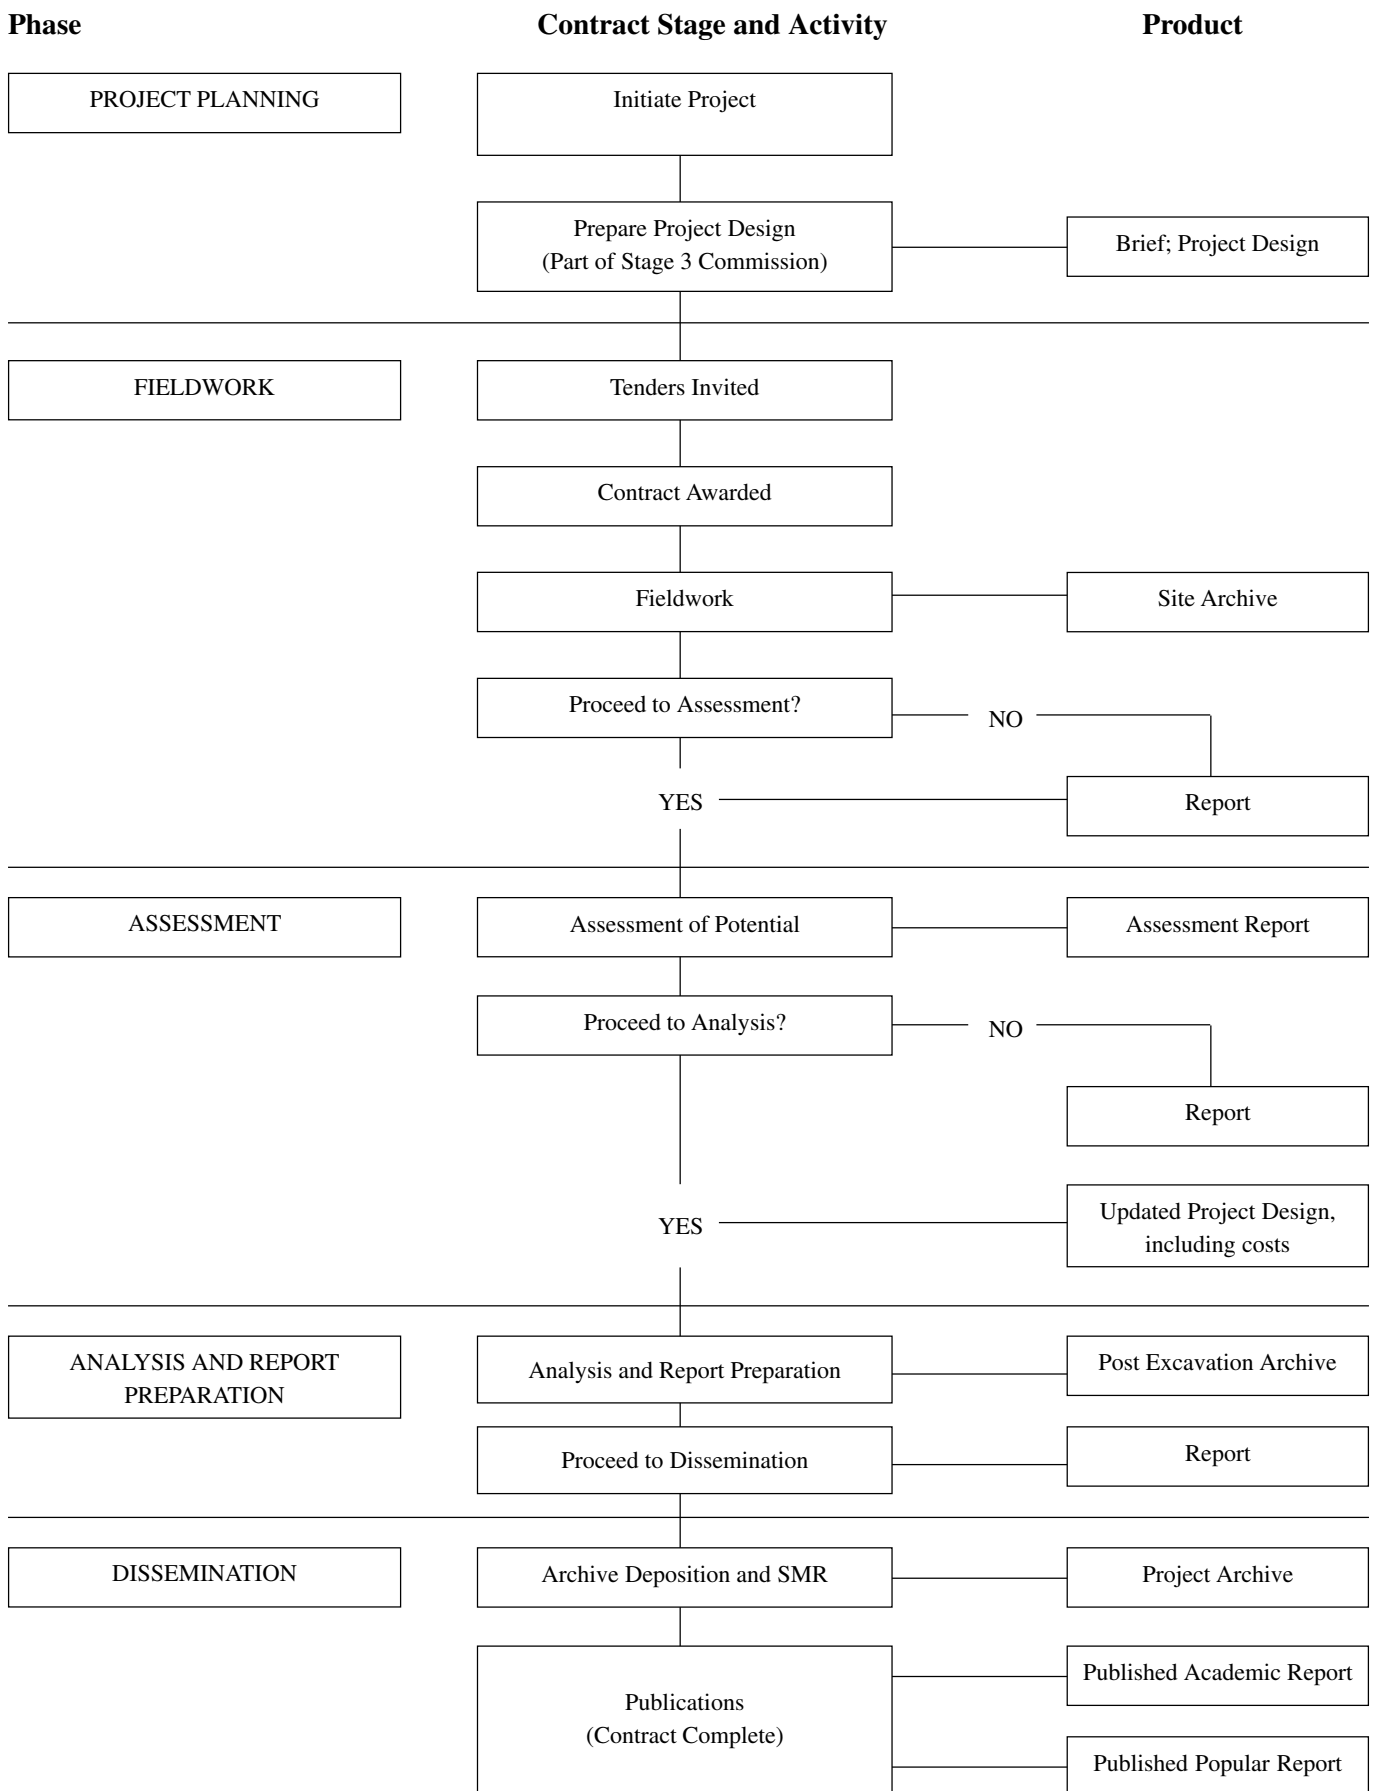 Phase
Contract Stage and Activity
Product
PROJECT PLANNING
Initiate Project
Prepare Project Design
(Part of Stage 3 Commission)
Brief; Project Design
FIELDWORK
Tenders Invited
Contract Awarded
Fieldwork
Site Archive
Proceed to Assessment?
NO
YES
Report
ASSESSMENT
Assessment of Potential
Assessment Report
Proceed to Analysis?
NO
Report
YES
Updated Project Design,
including costs
ANALYSIS AND REPORT
PREPARATION
Analysis and Report Preparation
Post Excavation Archive
Proceed to Dissemination
Report
DISSEMINATION
Archive Deposition and SMR
Project Archive
Publications
(Contract Complete)
Published Academic Report
Published Popular Report